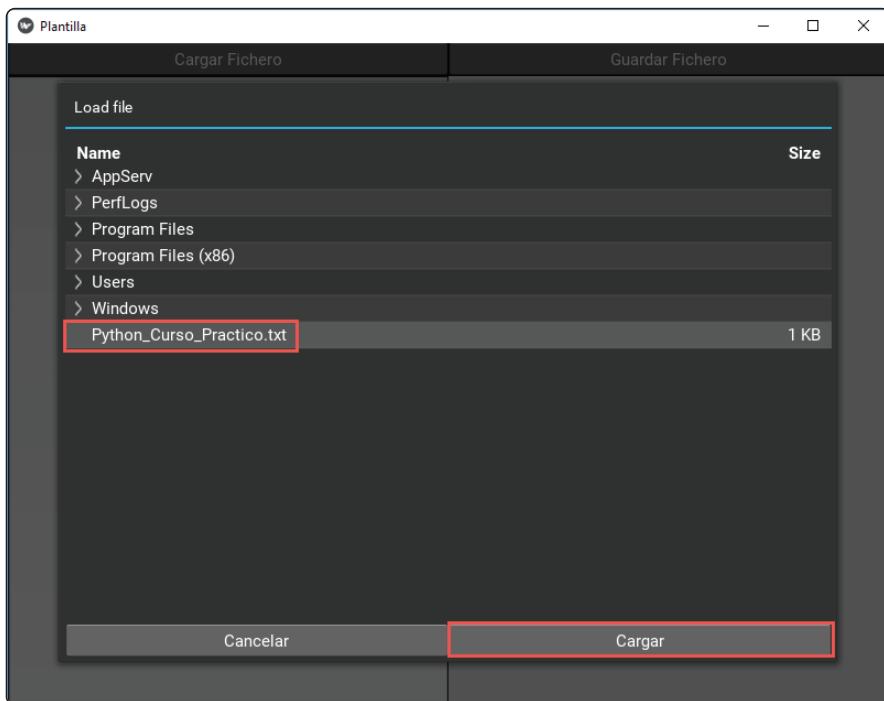 Plantilla
Cargar Fichero Guardar Fichero
Load file
Name Size
AppServ
PerfLogs
Program Files
Program Files (x86)
Users
Windows
Python_Curso_Practico.txt 1 KB
Cancelar Cargar